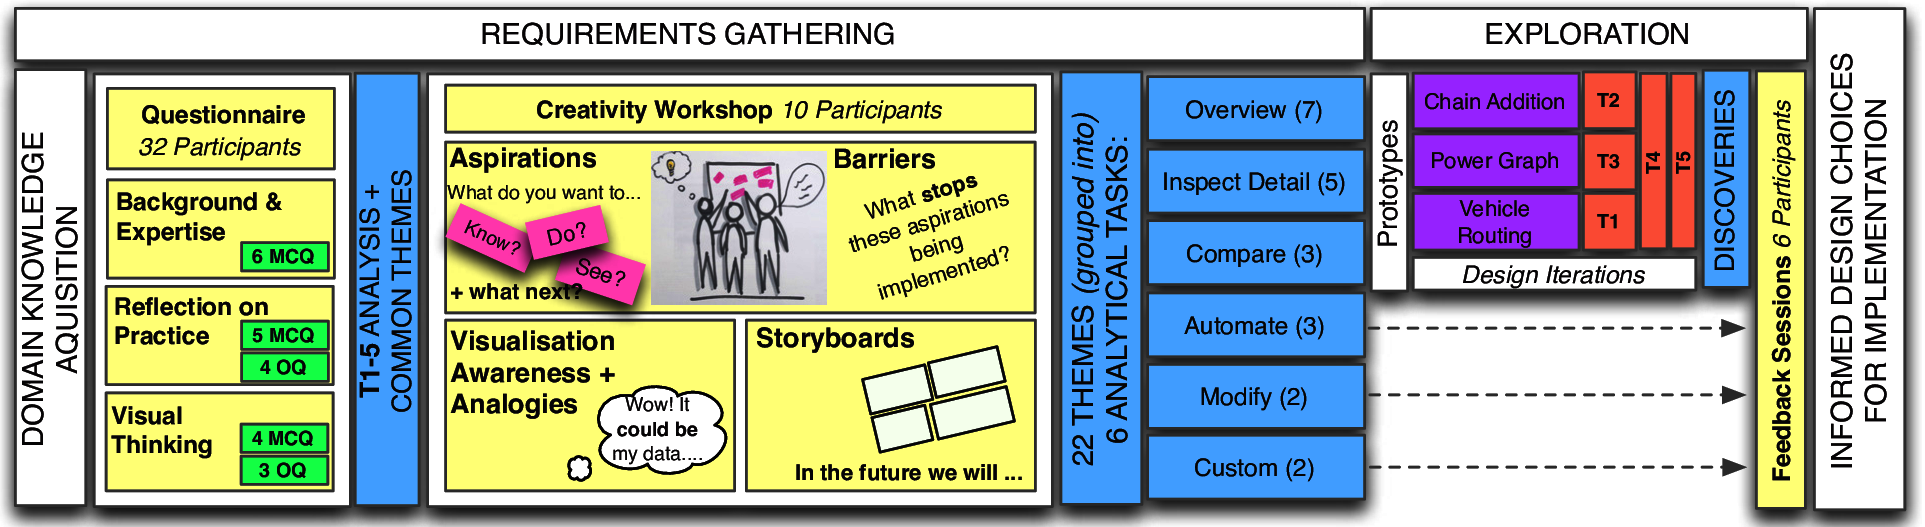 REQUIREMENTS GATHERING
EXPLORATION
DOMAIN KNOWLEDGE
AQUISITION
Questionnaire
32 Participants
Background &
Expertise
6 MCQ
Reflection on
Practice
5 MCQ
4 OQ
Visual
Thinking
4 MCQ
3 OQ
T1-5 ANALYSIS +
COMMON THEMES
Creativity Workshop 10 Participants
Aspirations
What do you want to...
Know?
Do?
See?
+ what next?
Barriers
What stops
these aspirations
being
implemented?
Visualisation
Awareness +
Analogies
Wow! It
could be
my data....
Storyboards
In the future we will ...
22 THEMES (grouped into)
6 ANALYTICAL TASKS:
Overview (7)
Inspect Detail (5)
Compare (3)
Automate (3)
Modify (2)
Custom (2)
Prototypes
Chain Addition
T2
Power Graph
T3
Vehicle
Routing
T1
T4
T5
Design Iterations
DISCOVERIES
Feedback Sessions 6 Participants
INFORMED DESIGN CHOICES
FOR IMPLEMENTATION